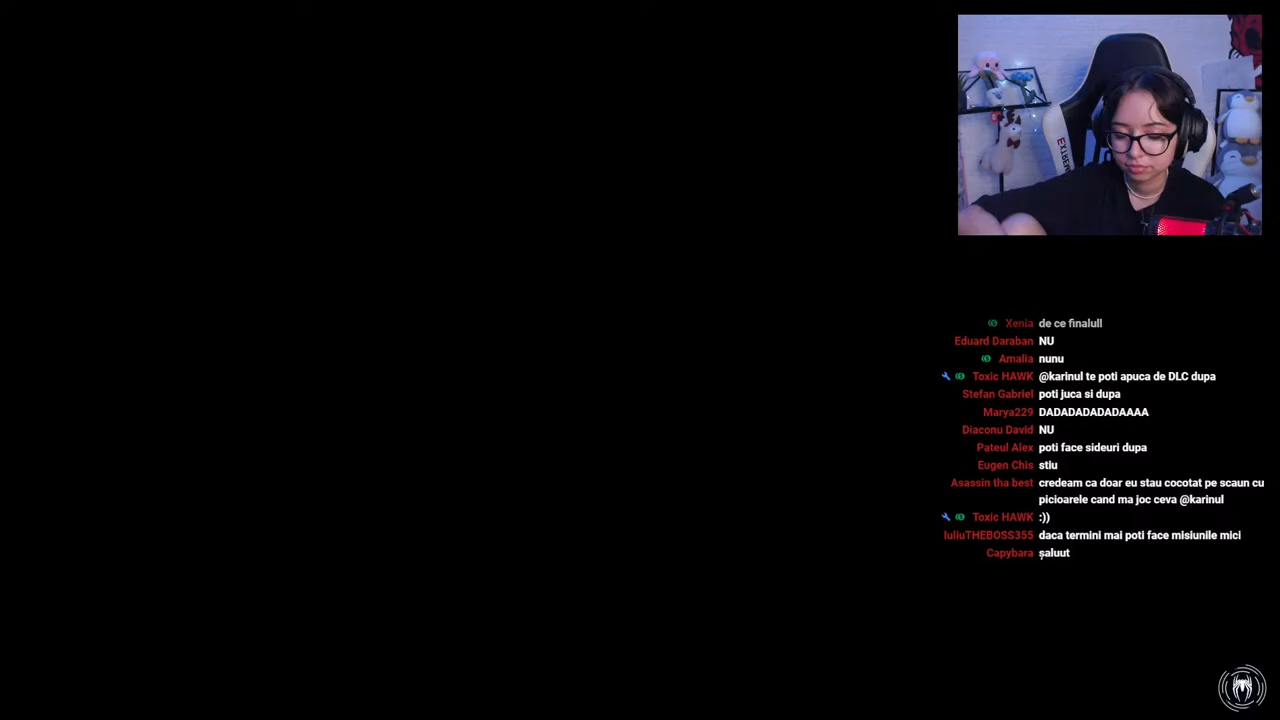 EXTREME
Xenia de ce finalull
Eduard Daraban NU
Amalia nunu
Toxic HAWK @karinul te poti apuca de DLC dupa
Stefan Gabriel poti juca si dupa
Marya229 DADADADADADAAAA
Diaconu David NU
Pateul Alex poti face sideuri dupa
Eugen Chis stiu
Asassin tha best credeam ca doar eu stau cocotat pe scaun cu
picioarele cand ma joc ceva @karinul
Toxic HAWK :))
IuliuTHEBOSS355 daca termini mai poti face misiunile mici
Capybara șaluut